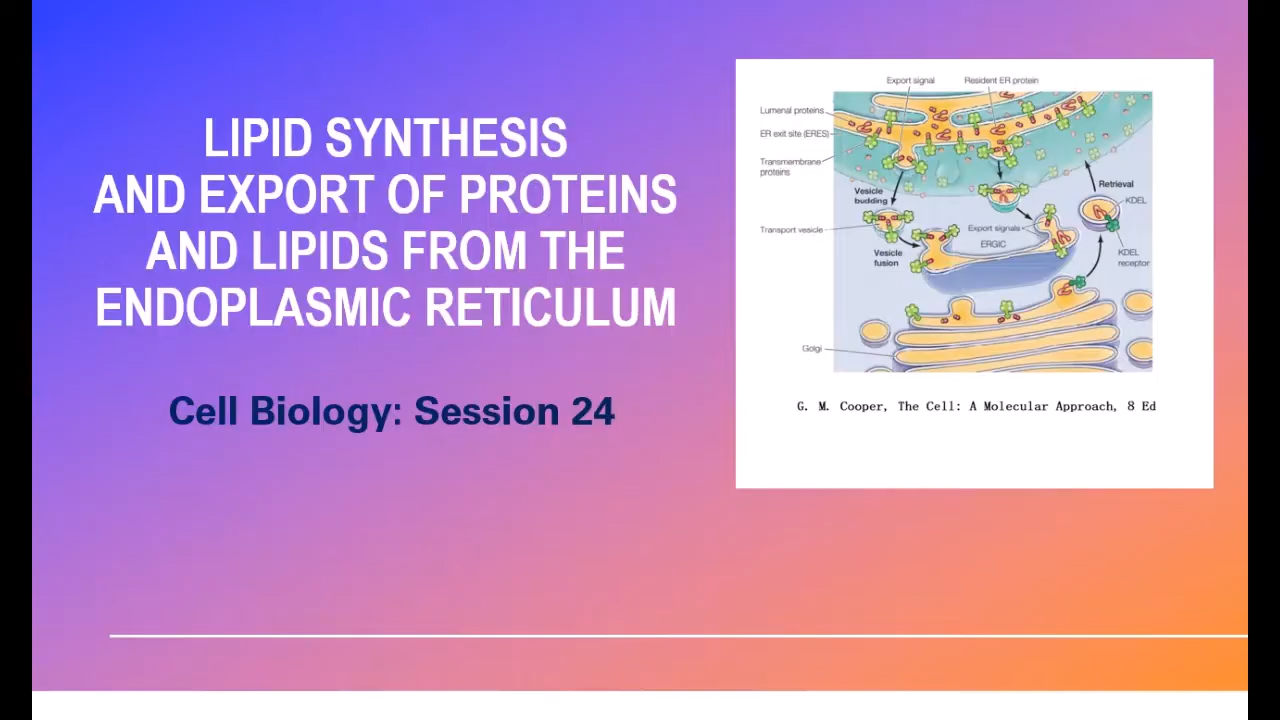 LIPID SYNTHESIS
AND EXPORT OF PROTEINS
AND LIPIDS FROM THE
ENDOPLASMIC RETICULUM
Cell Biology: Session 24
Export signal
Resident ER protein
Lumenal proteins
ER exit site (ERES)
Transmembrane
proteins
Vesicle
budding
Transport vesicle
Vesicle
fusion
Export signals
ERGIC
Retrieval
KDEL
KDEL
receptor
Golgi
G. M. Cooper, The Cell: A Molecular Approach, 8 Ed